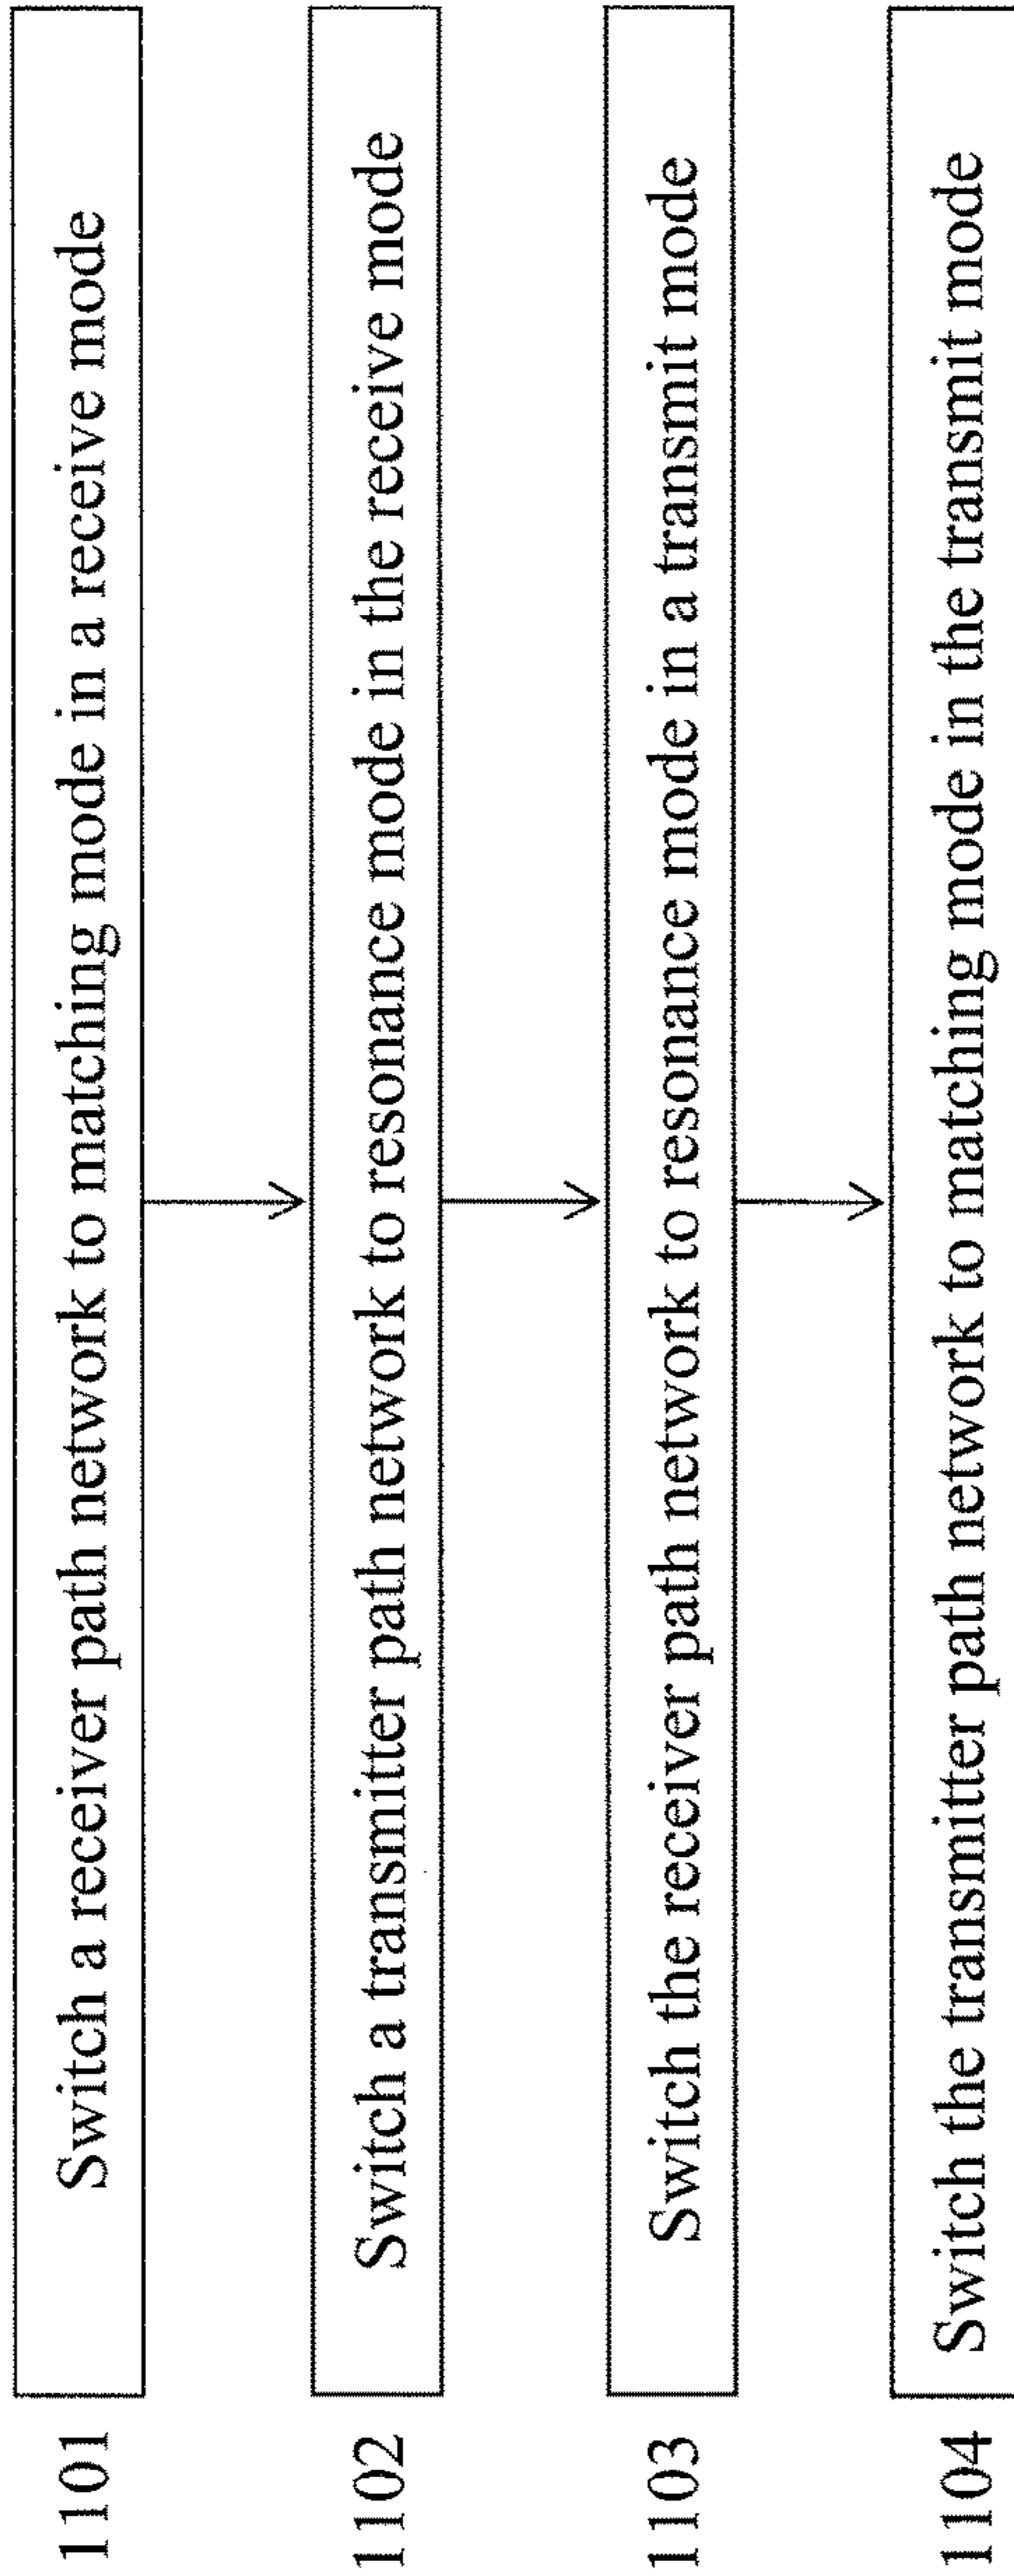 1101 Switch a receiver path network to matching mode in a receive mode
1102 Switch a transmitter path network to resonance mode in the receive mode
1103 Switch the receiver path network to resonance mode in a transmit mode
1104 Switch the transmitter path network to matching mode in the transmit mode